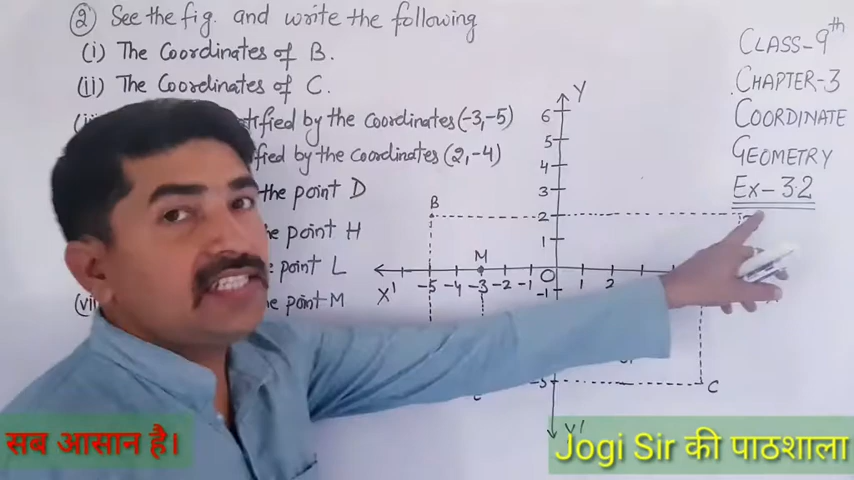 ② See the fig. and write the following
(i) The Coordinates of B.
(ii) The Coordinates of C.
by the Coordinates (-3,-5)
by the Coordinates (2,-4)
the point D
the point H
point L
the point M
CLASS-9th
CHAPTER-3
COORDINATE
GEOMETRY
Ex-3.2
Y
6
5
4
3
B
2
1
M
X'
-5 -4 -3 -2 -1 O 1 2
-1
C
Y'
सब आसान है।
Jogi Sir की पाठशाला